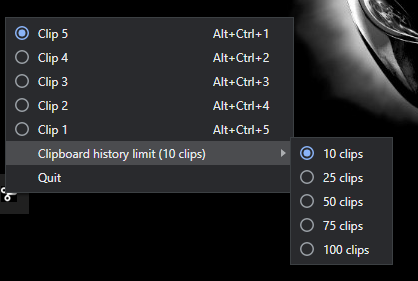 Clip 5 Alt+Ctrl+1
Clip 4 Alt+Ctrl+2
Clip 3 Alt+Ctrl+3
Clip 2 Alt+Ctrl+4
Clip 1 Alt+Ctrl+5
Clipboard history limit (10 clips)
Quit
10 clips
25 clips
50 clips
75 clips
100 clips